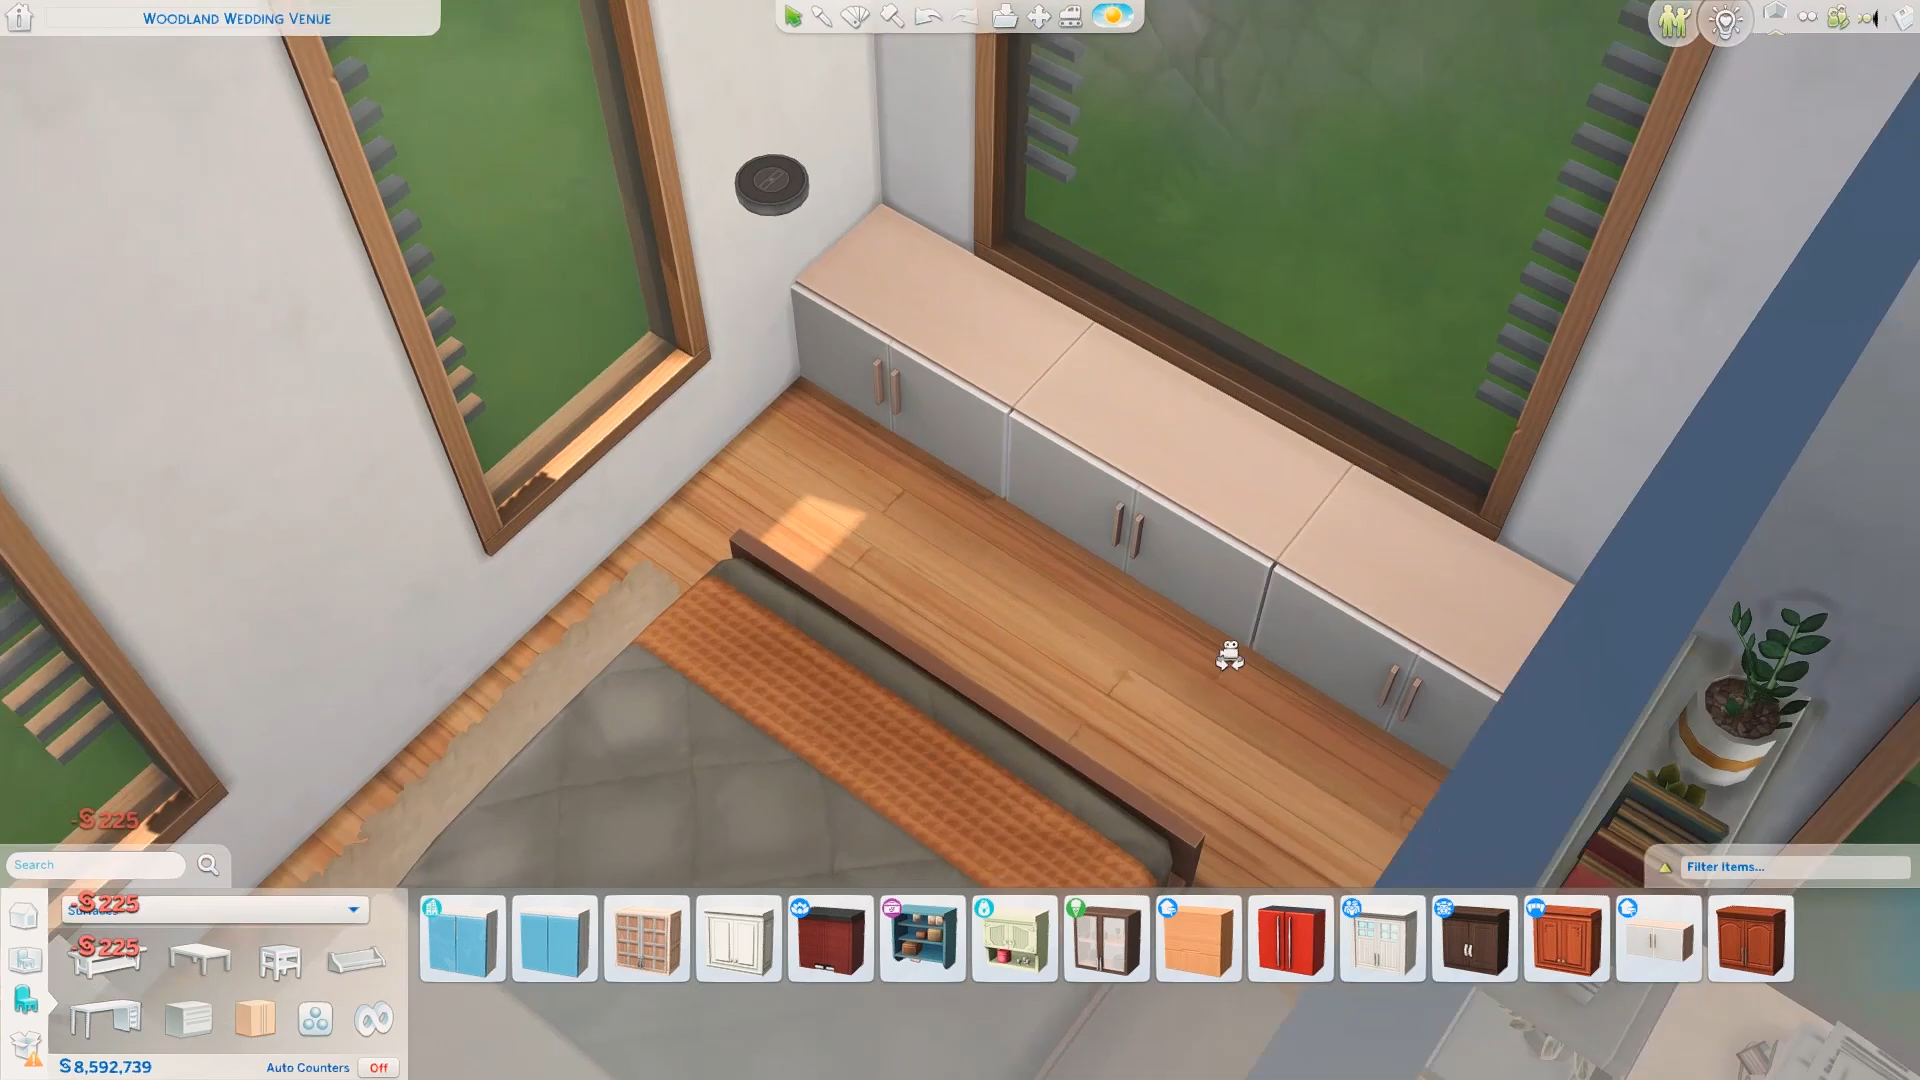 Woodland Wedding Venue
-§225
Search
Filter Items...
-§225
-§225
§8,592,739
Auto Counters
Off